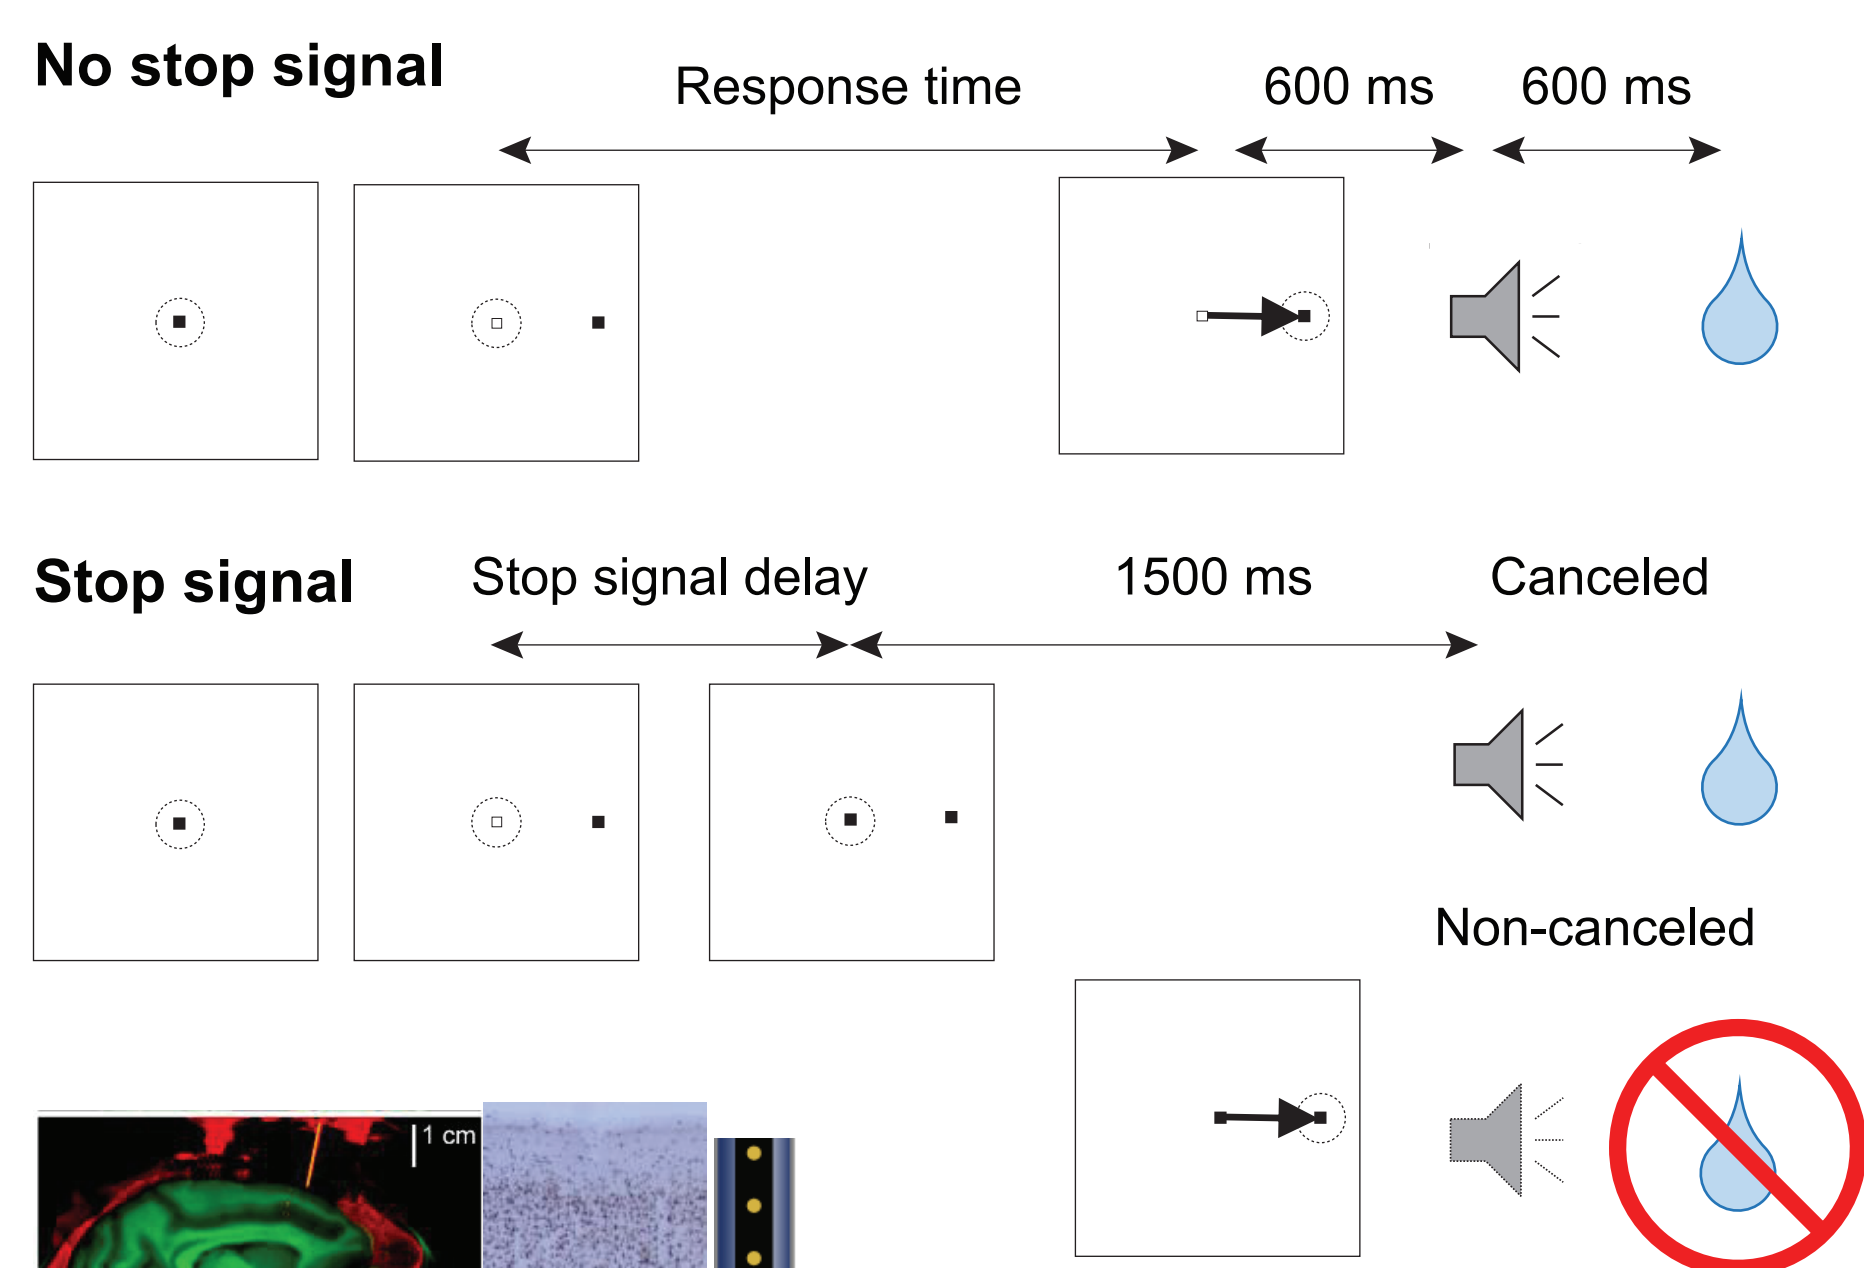 No stop signal
Response time
600 ms
600 ms
Stop signal
Stop signal delay
1500 ms
Canceled
Non-canceled
1 cm